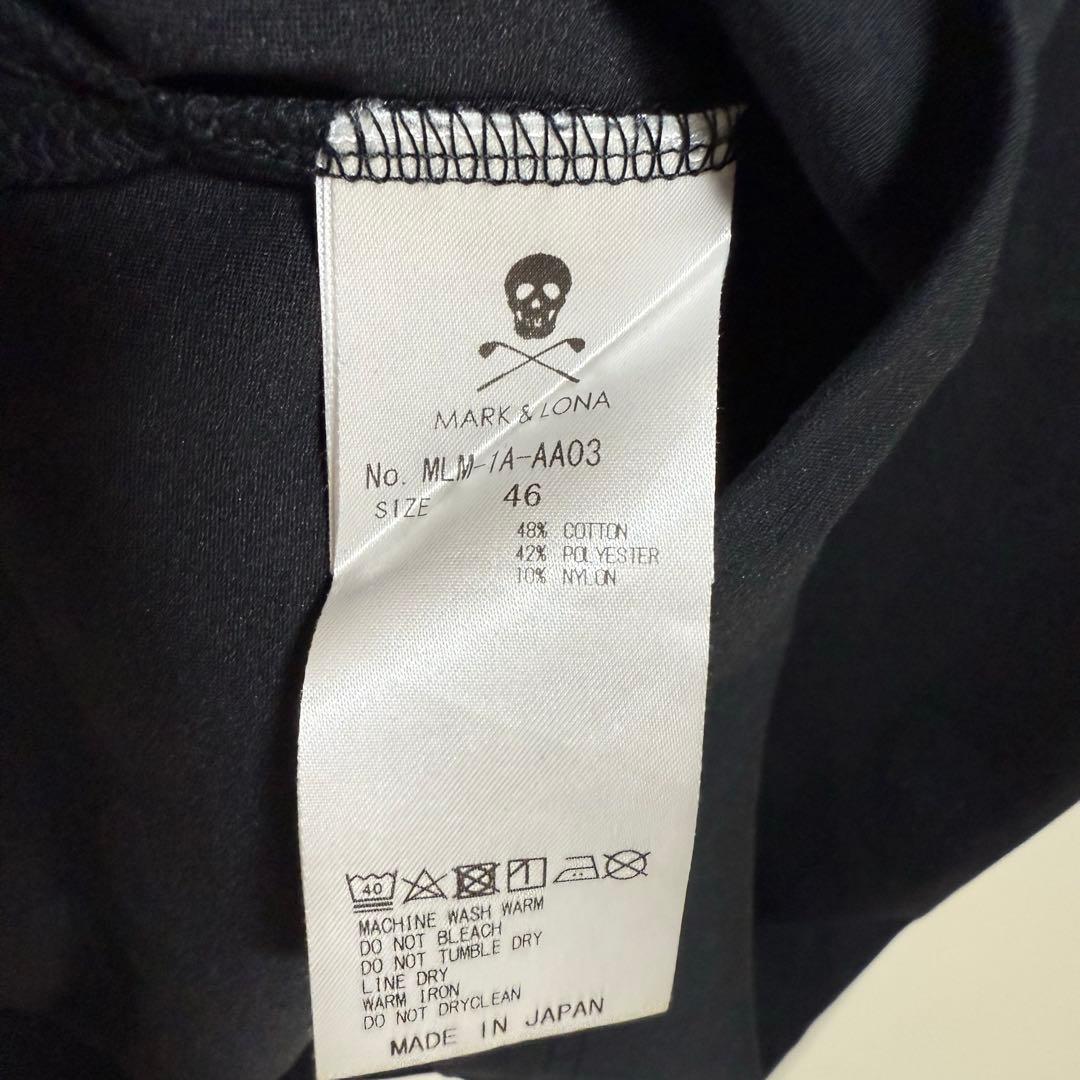 MARK & LONA
No. MLM-1A-AA03
SIZE 46
48% COTTON
42% POLYESTER
10% NYLON
40
MACHINE WASH WARM
DO NOT BLEACH
DO NOT TUMBLE DRY
LINE DRY
WARM IRON
DO NOT DRYCLEAN
MADE IN JAPAN